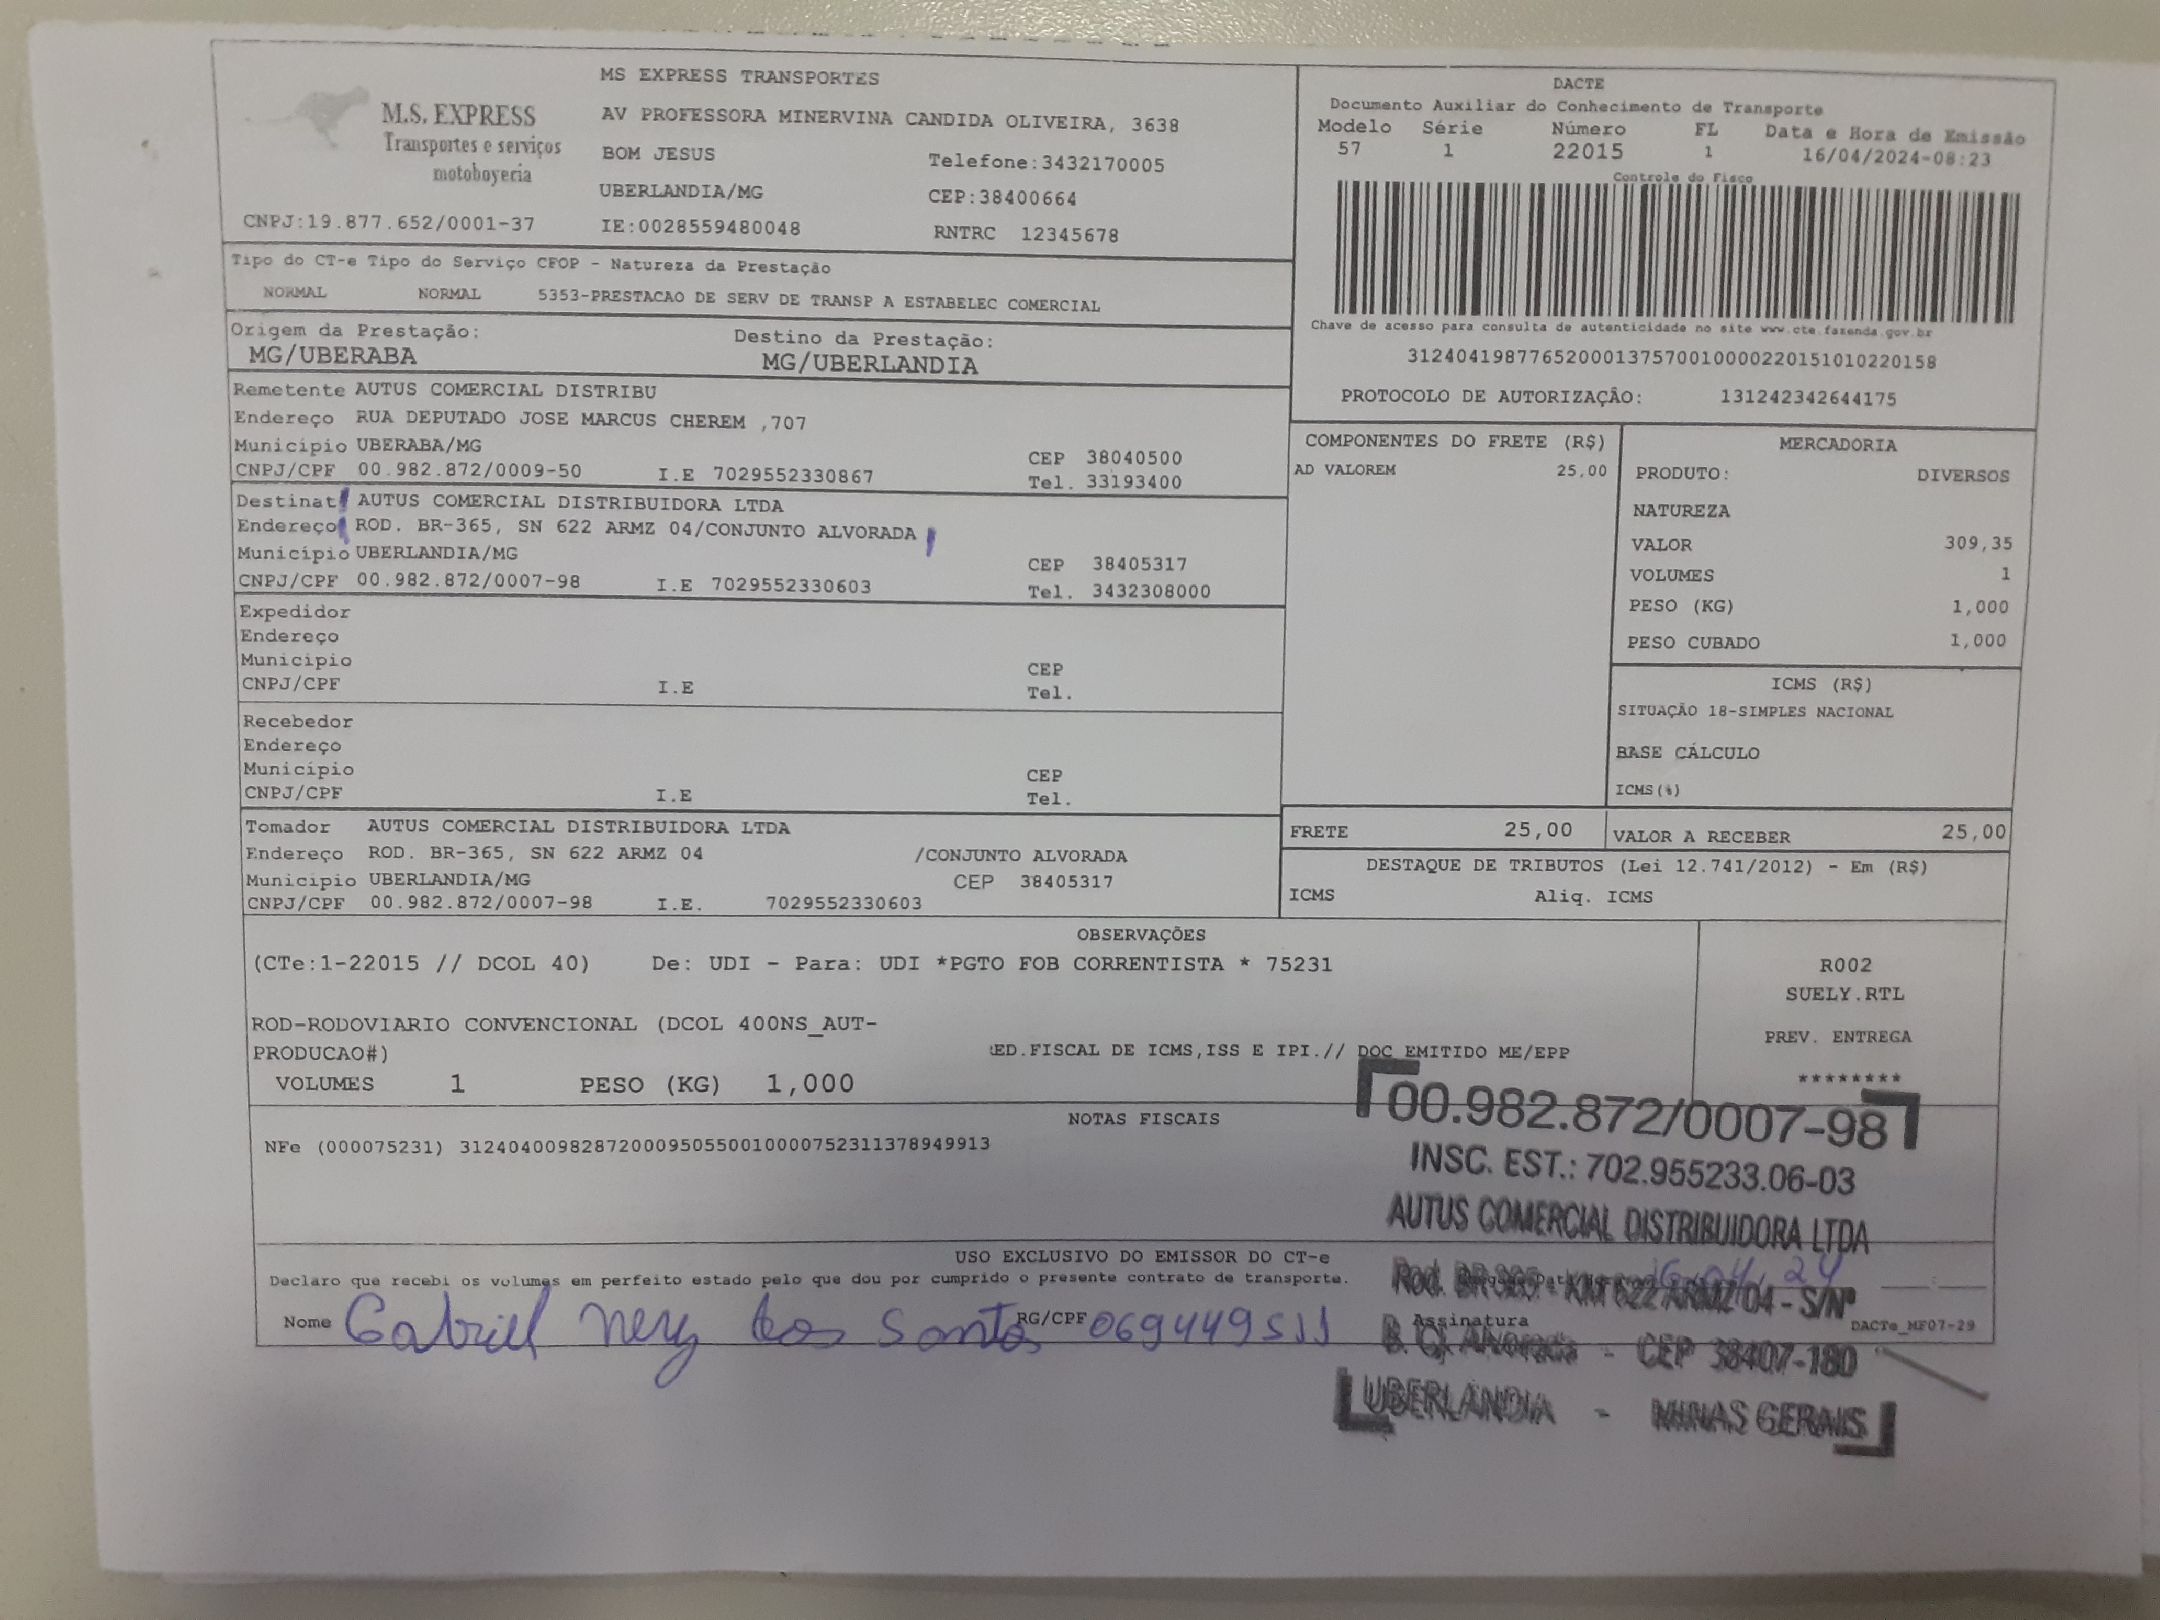 M.S. EXPRESS
Transportes e serviços
motoboyeria
CNPJ:19.877.652/0001-37
MS EXPRESS TRANSPORTES
AV PROFESSORA MINERVINA CANDIDA OLIVEIRA, 3638
BOM JESUS Telefone:3432170005
UBERLANDIA/MG CEP:38400664
IE:0028559480048 RNTRC 12345678
DACTE
Documento Auxiliar do Conhecimento de Transporte
Modelo Série Número FL Data e Hora de Emissão
57 1 22015 1 16/04/2024-08:23
Controle do Fisco
Chave de acesso para consulta de autenticidade no site www.cte.fazenda.gov.br
31240419877652000137570010000220151010220158
PROTOCOLO DE AUTORIZAÇÂO: 131242342644175
Tipo do CT-e Tipo do Serviço CFOP - Natureza da Prestação
NORMAL NORMAL 5353-PRESTACAO DE SERV DE TRANSP A ESTABELEC COMERCIAL
Origem da Prestação: Destino da Prestação:
MG/UBERABA MG/UBERLANDIA
Remetente AUTUS COMERCIAL DISTRIBU
Endereço RUA DEPUTADO JOSE MARCUS CHEREM ,707
Município UBERABA/MG CEP 38040500
CNPJ/CPF 00.982.872/0009-50 I.E 7029552330867 Tel. 33193400
Destinat AUTUS COMERCIAL DISTRIBUIDORA LTDA
Endereço ROD. BR-365, SN 622 ARMZ 04/CONJUNTO ALVORADA
Município UBERLANDIA/MG CEP 38405317
CNPJ/CPF 00.982.872/0007-98 I.E 7029552330603 Tel. 3432308000
Expedidor
Endereço
Município CEP
CNPJ/CPF I.E Tel.
Recebedor
Endereço
Município CEP
CNPJ/CPF I.E Tel.
Tomador AUTUS COMERCIAL DISTRIBUIDORA LTDA
Endereço ROD. BR-365, SN 622 ARMZ 04 /CONJUNTO ALVORADA
Município UBERLANDIA/MG CEP 38405317
CNPJ/CPF 00.982.872/0007-98 I.E. 7029552330603
COMPONENTES DO FRETE (R$)
AD VALOREM 25,00
MERCADORIA
PRODUTO: DIVERSOS
NATUREZA
VALOR 309,35
VOLUMES 1
PESO (KG) 1,000
PESO CUBADO 1,000
ICMS (R$)
SITUAÇÃO 18-SIMPLES NACIONAL
BASE CÁLCULO
ICMS(%)
FRETE 25,00 VALOR A RECEBER 25,00
DESTAQUE DE TRIBUTOS (Lei 12.741/2012) - Em (R$)
ICMS Aliq. ICMS
OBSERVAÇÕES
(CTe:1-22015 // DCOL 40) De: UDI - Para: UDI *PGTO FOB CORRENTISTA * 75231
ROD-RODOVIARIO CONVENCIONAL (DCOL 400NS_AUT-
PRODUCAO#) ED.FISCAL DE ICMS,ISS E IPI.// DOC EMITIDO ME/EPP
VOLUMES 1 PESO (KG) 1,000
R002
SUELY.RTL
PREV. ENTREGA
********
NOTAS FISCAIS
NFe (000075231) 31240400982872000950550010000752311378949913
00.982.872/0007-98
INSC. EST.: 702.955233.06-03
AUTUS COMERCIAL DISTRIBUIDORA LTDA
Rod. BR 365 - KM 622 ARMZ 04 - S/Nº
CEP 38407-180
UBERLÂNDIA - MINAS GERAIS
USO EXCLUSIVO DO EMISSOR DO CT-e
Declaro que recebi os volumes em perfeito estado pelo que dou por cumprido o presente contrato de transporte.
Nome Gabriel Nery dos Santos RG/CPF 069449511 Assinatura
DACTe_MF07-29